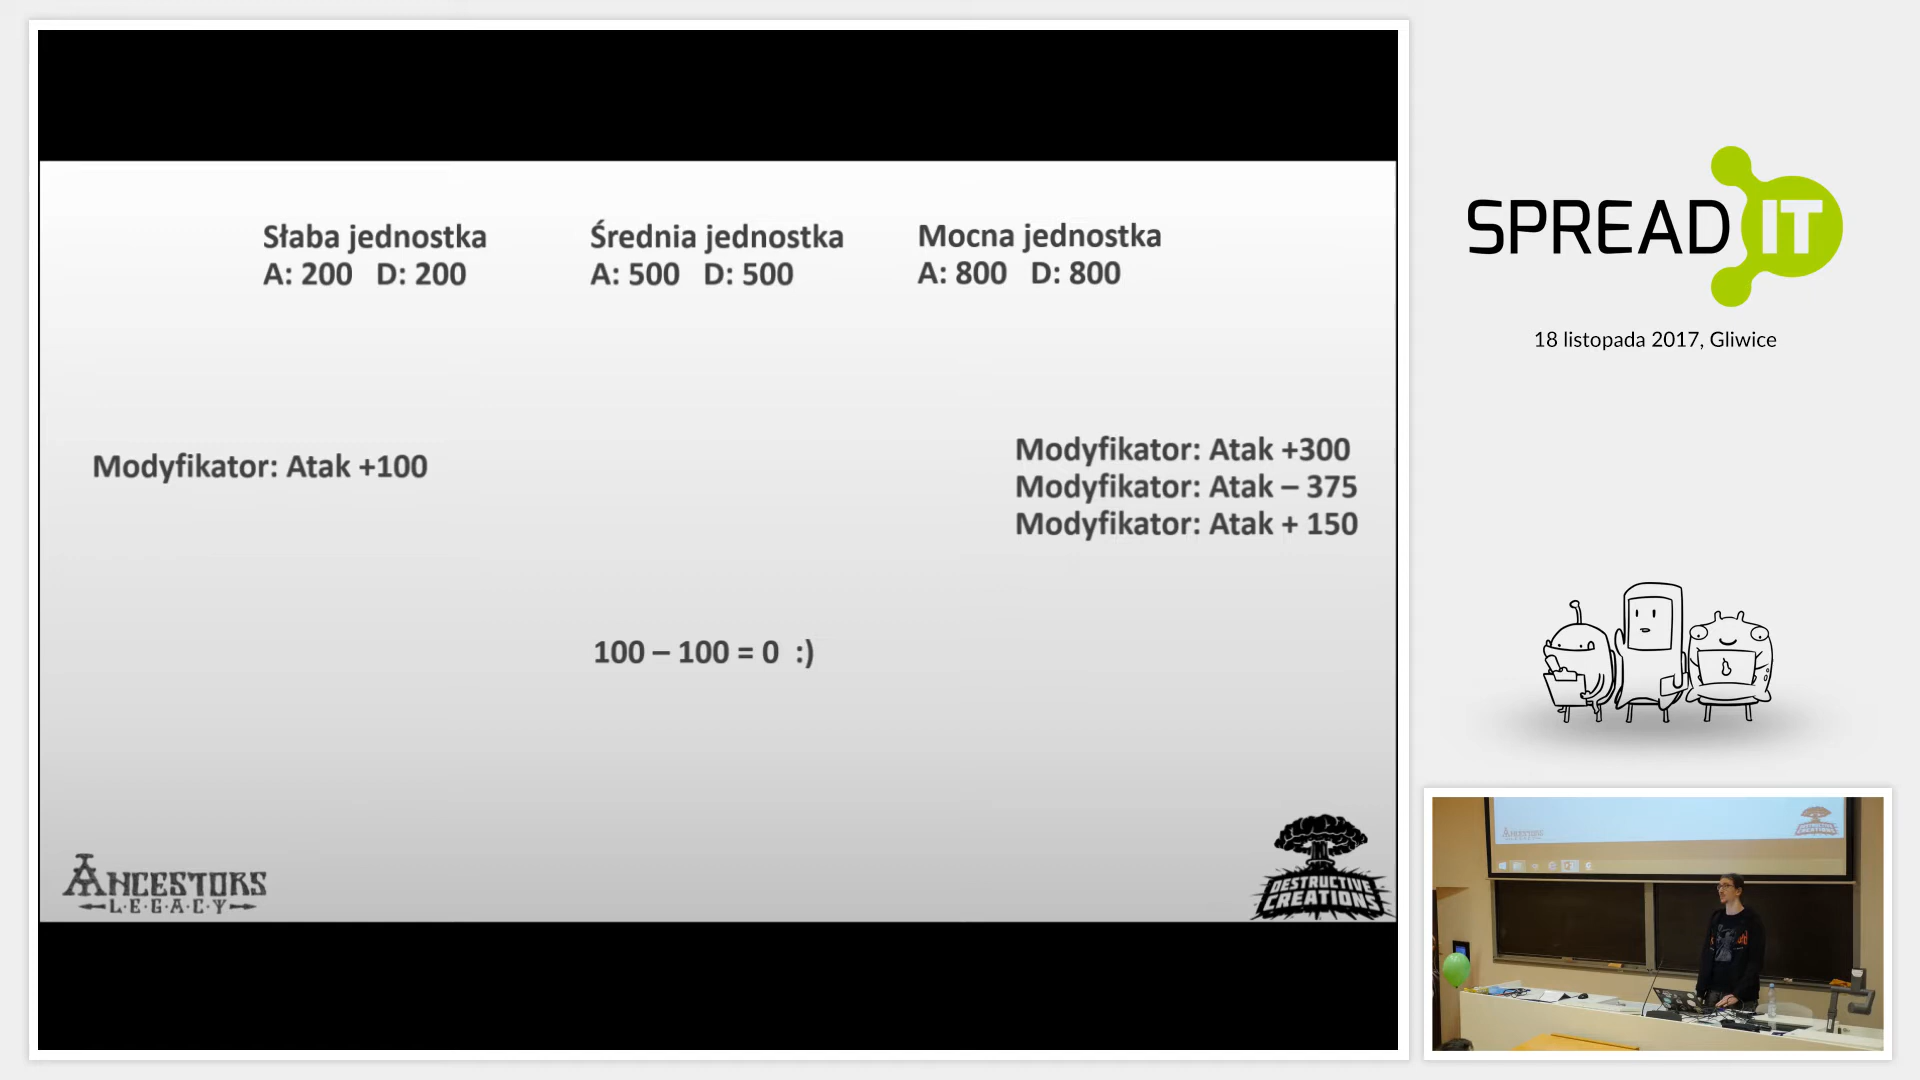 Słaba jednostka
A: 200 D: 200
Średnia jednostka
A: 500 D: 500
Mocna jednostka
A: 800 D: 800
Modyfikator: Atak +100
Modyfikator: Atak +300
Modyfikator: Atak – 375
Modyfikator: Atak + 150
100 – 100 = 0 :)
ANCESTORS
LEGACY
DESTRUCTIVE
CREATIONS
SPREAD IT
18 listopada 2017, Gliwice